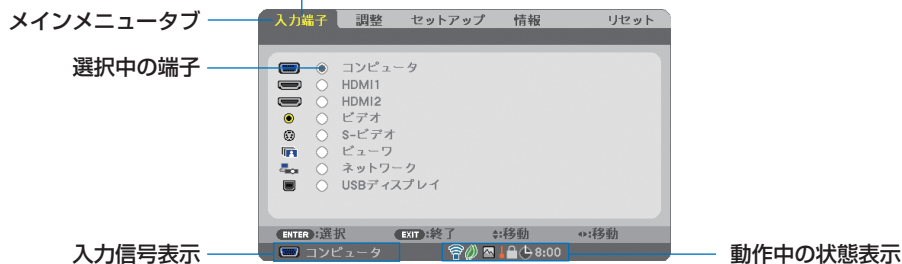 メインメニュータブ
入力端子 調整 セットアップ 情報 リセット
選択中の端子
コンピュータ
HDMI1
HDMI2
ビデオ
S-ビデオ
ビューワ
ネットワーク
USBディスプレイ
ENTER:選択 EXIT:終了 :移動 :移動
入力信号表示
コンピュータ 8:00
動作中の状態表示